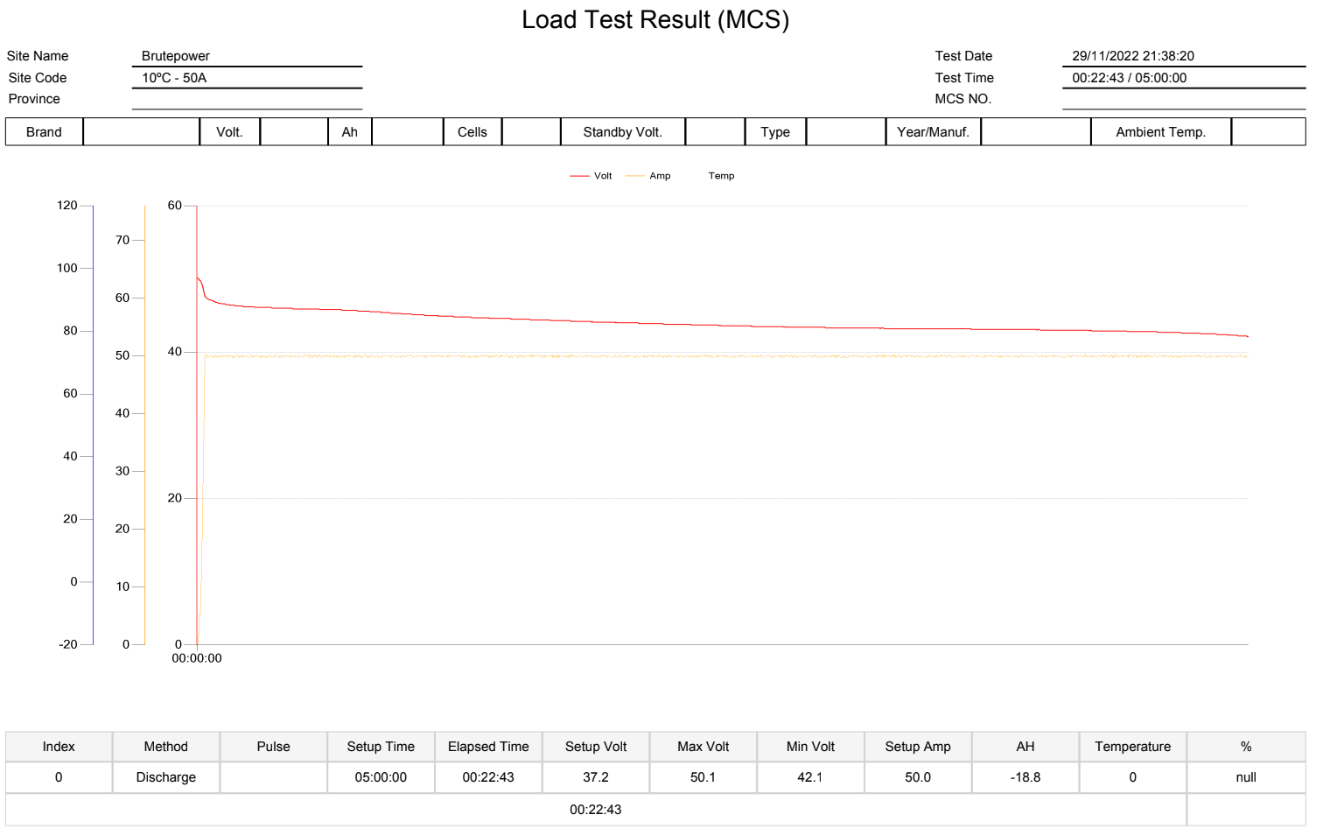 Load Test Result (MCS)
Site Name Brutepower Test Date 29/11/2022 21:38:20
Site Code 10ºC - 50A Test Time 00:22:43 / 05:00:00
Province MCS NO.
Brand Volt. Ah Cells Standby Volt. Type Year/Manuf. Ambient Temp.
Volt Amp Temp
120 60
70
100
60
80
50 40
60
40
40
30
20
20
20
0
10
-20 0 0
00:00:00
Index Method Pulse Setup Time Elapsed Time Setup Volt Max Volt Min Volt Setup Amp AH Temperature %
0 Discharge 05:00:00 00:22:43 37.2 50.1 42.1 50.0 -18.8 0 null
00:22:43